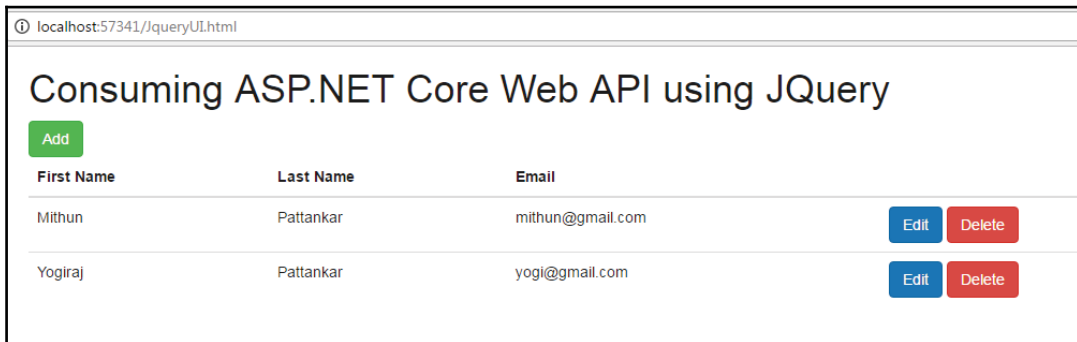 localhost:57341/JqueryUI.html
Consuming ASP.NET Core Web API using JQuery
Add
First Name Last Name Email
Mithun Pattankar mithun@gmail.com Edit Delete
Yogiraj Pattankar yogi@gmail.com Edit Delete